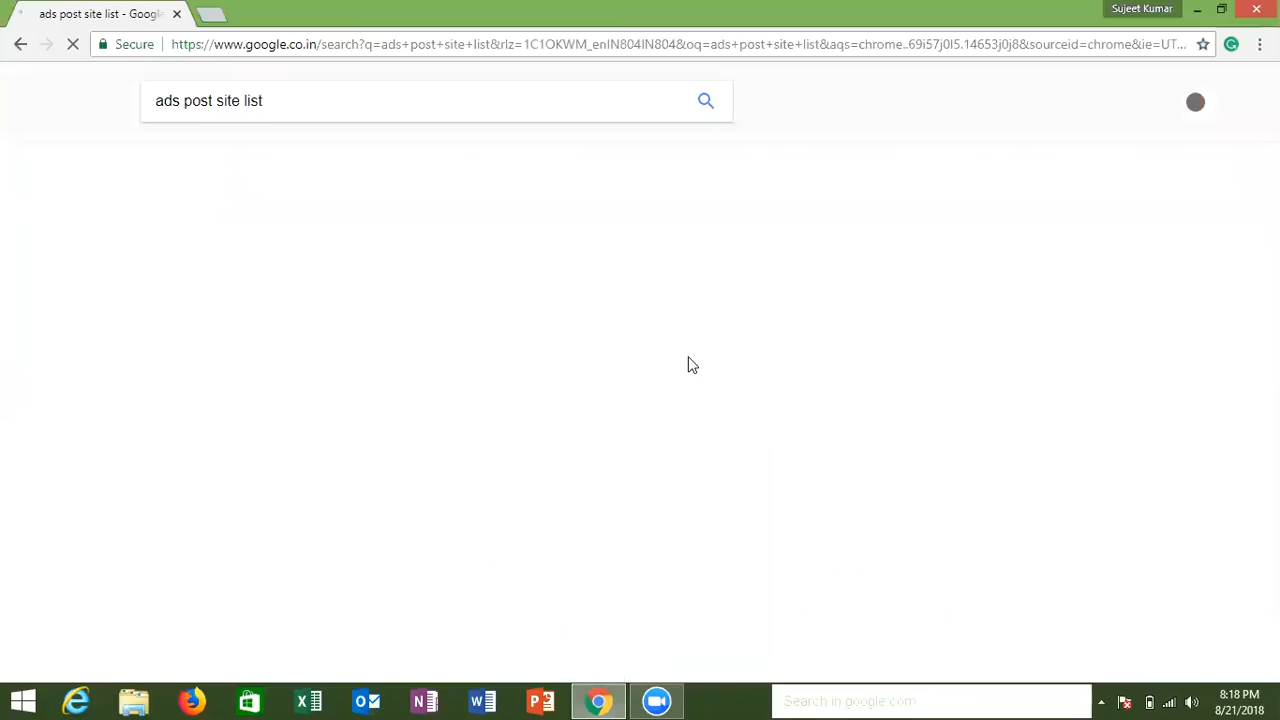 ads post site list - Goog
Sujeet Kumar
Secure
https://www.google.co.in/search?q=ads+post+site+list&rlz=1C1OKWM_enIN804IN804&oq=ads+post+site+list&aqs=chrome..69i57j0l5.14653j0j8&sourceid=chrome&ie=UT...
ads post site list
Search in google.com
8:18 PM
8/21/2018